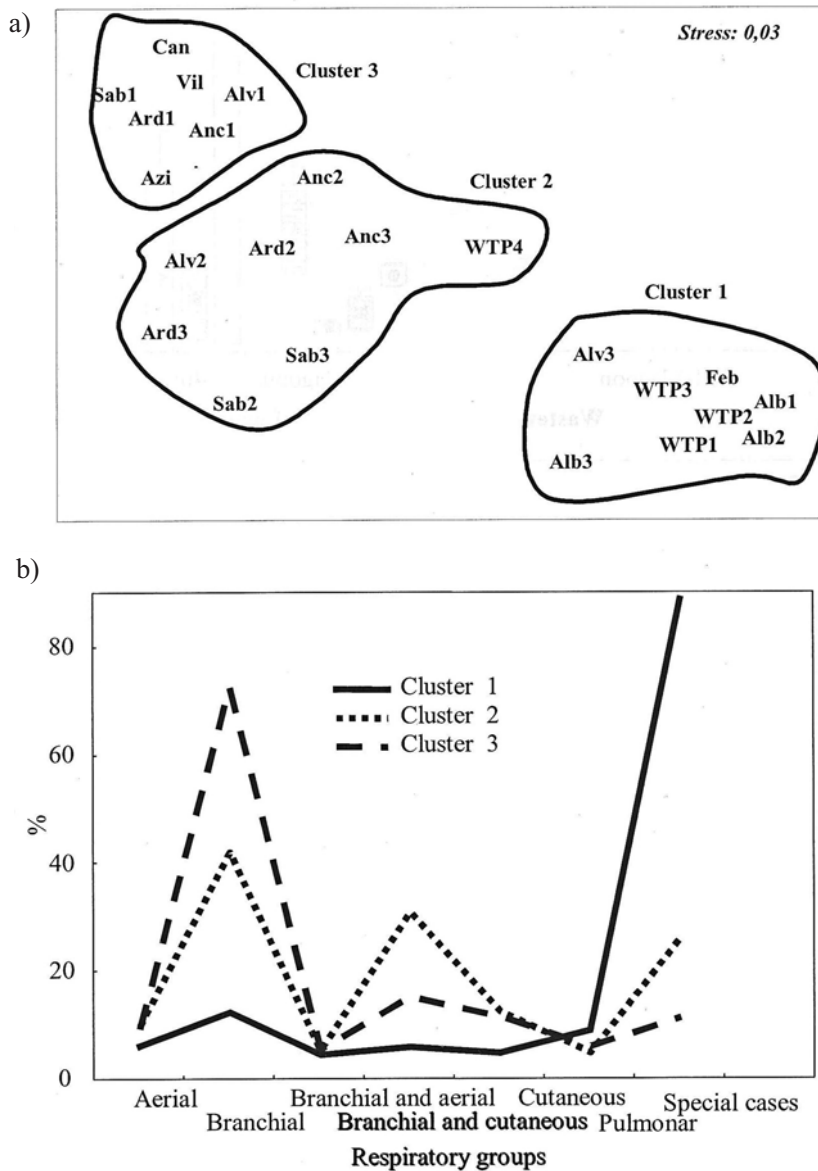 a)
Stress: 0,03
Can
Cluster 3
Vil
Sab1
Alv1
Ard1
Anc1
Azi
Anc2
Cluster 2
Anc3
Ard2
WTP4
Alv2
Cluster 1
Ard3
Sab3
Alv3
Feb
WTP3
Alb1
Sab2
WTP2
Alb2
WTP1
Alb3
b)
80
60
40
20
0
%
Cluster 1
Cluster 2
Cluster 3
Aerial
Branchial
Branchial and aerial
Branchial and cutaneous
Cutaneous
Pulmonar
Special cases
Respiratory groups